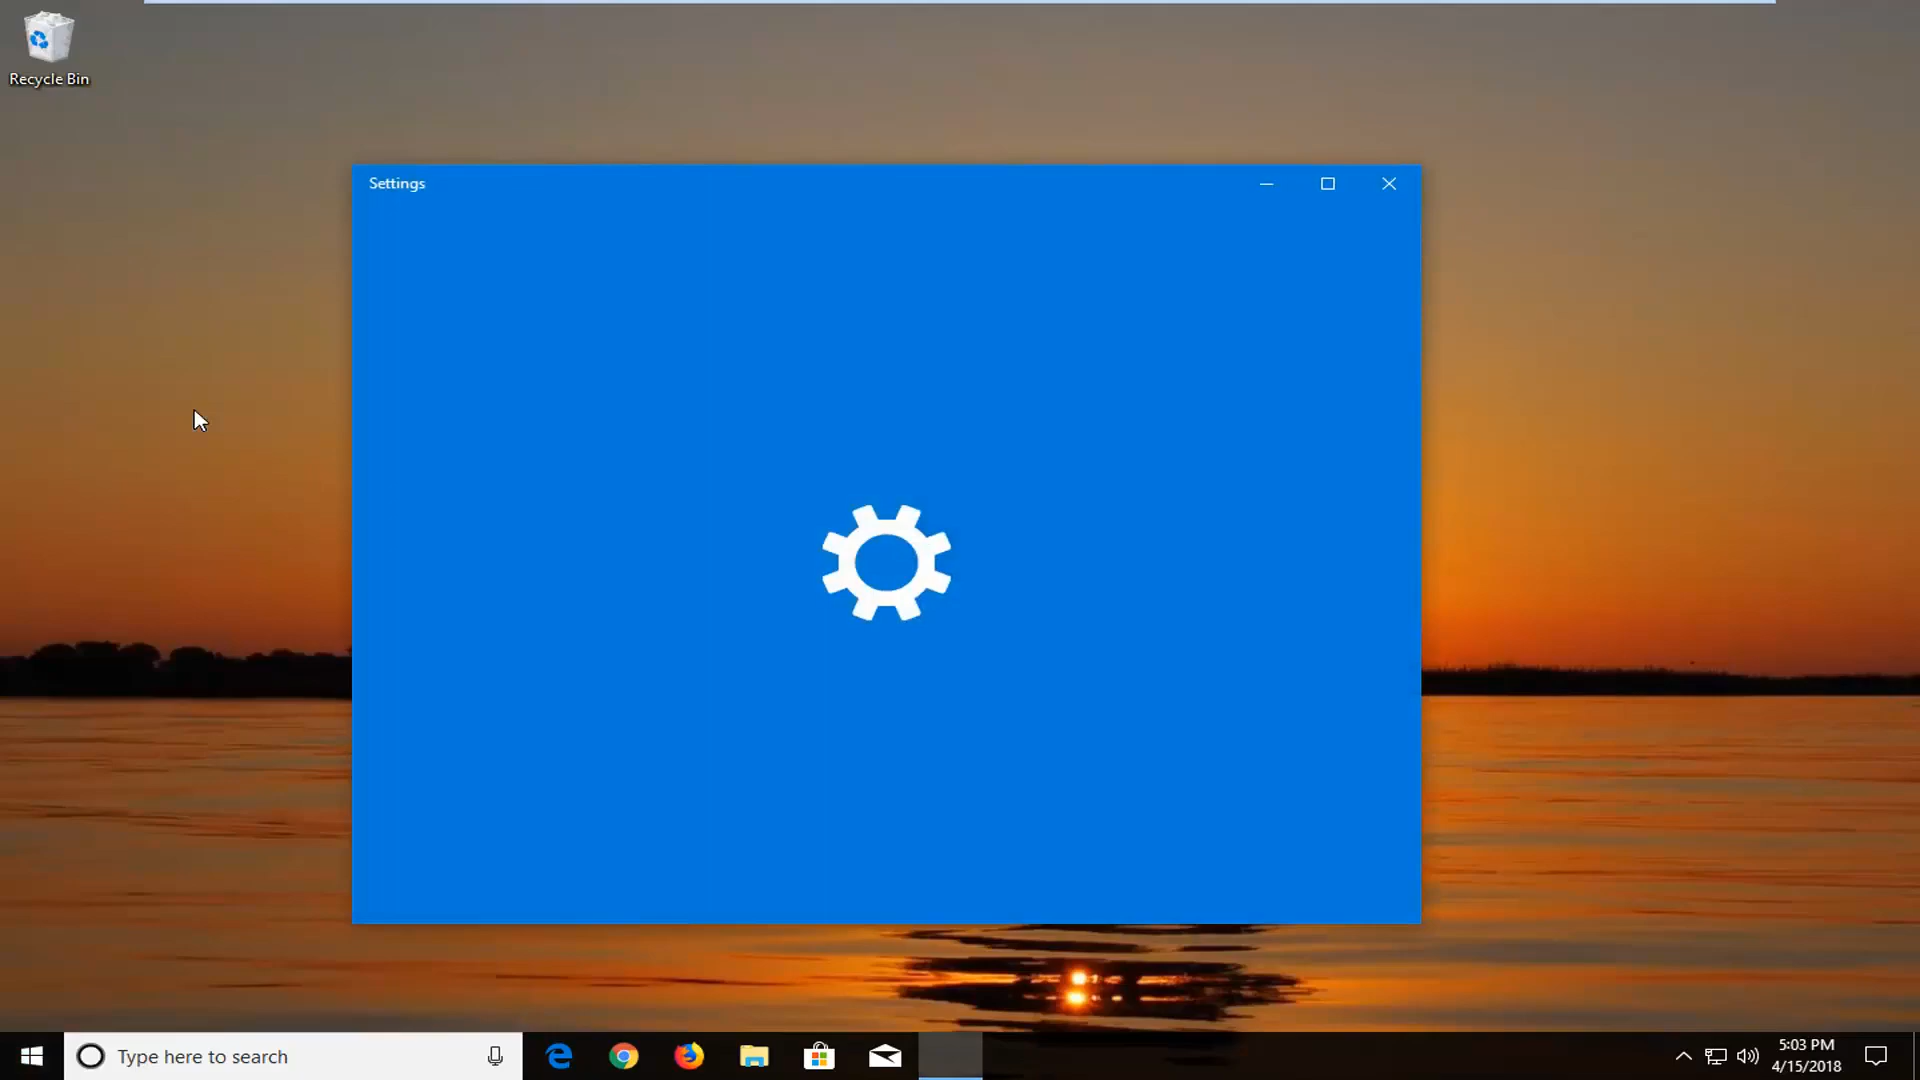 Recycle Bin
Settings
Type here to search
5:03 PM
4/15/2018